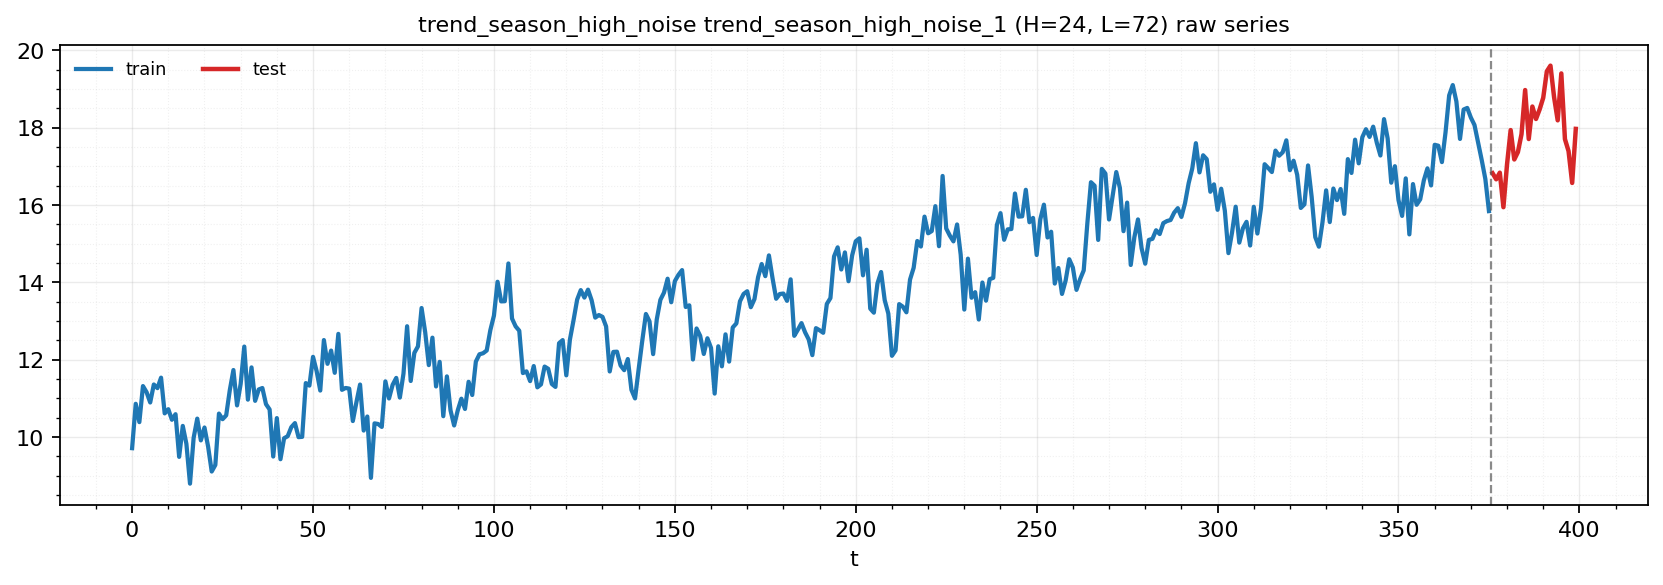 trend_season_high_noise trend_season_high_noise_1 (H=24, L=72) raw series
train test
20
18
16
14
12
10
0 50 100 150 200 250 300 350 400
t